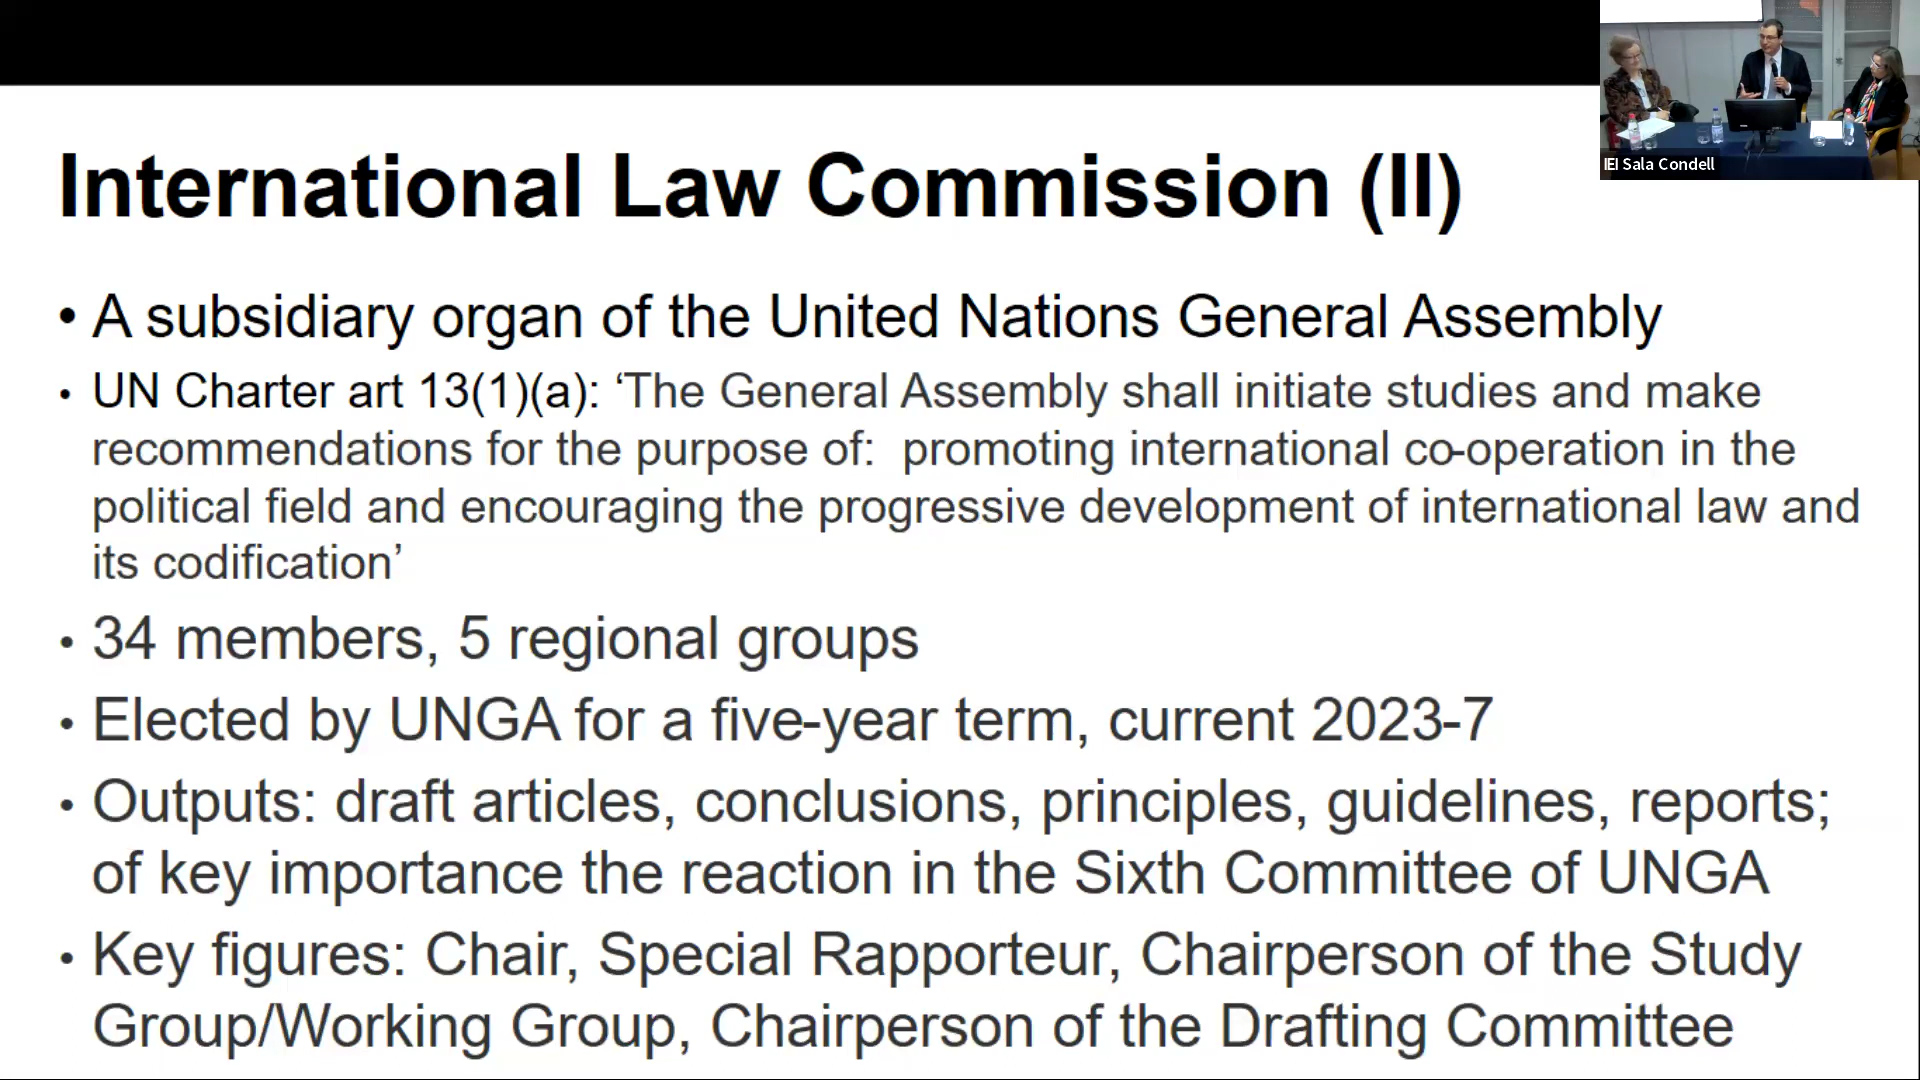 International Law Commission (II)
IEI Sala Condell
• A subsidiary organ of the United Nations General Assembly
• UN Charter art 13(1)(a): ‘The General Assembly shall initiate studies and make
recommendations for the purpose of:  promoting international co-operation in the
political field and encouraging the progressive development of international law and
its codification’
• 34 members, 5 regional groups
• Elected by UNGA for a five-year term, current 2023-7
• Outputs: draft articles, conclusions, principles, guidelines, reports;
of key importance the reaction in the Sixth Committee of UNGA
• Key figures: Chair, Special Rapporteur, Chairperson of the Study
Group/Working Group, Chairperson of the Drafting Committee